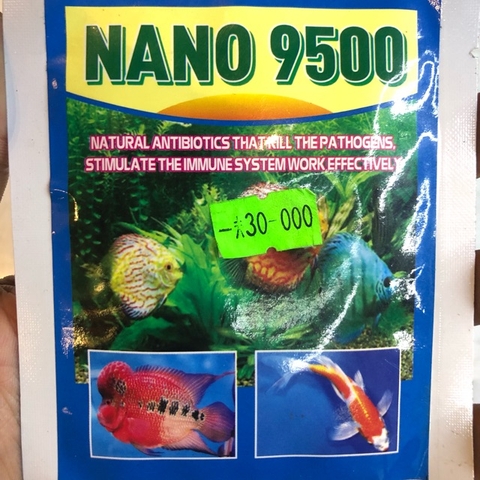 NANO 9500
NATURAL ANTIBIOTICS THAT KILL THE PATHOGENS,
STIMULATE THE IMMUNE SYSTEM WORK EFFECTIVELY
30-000